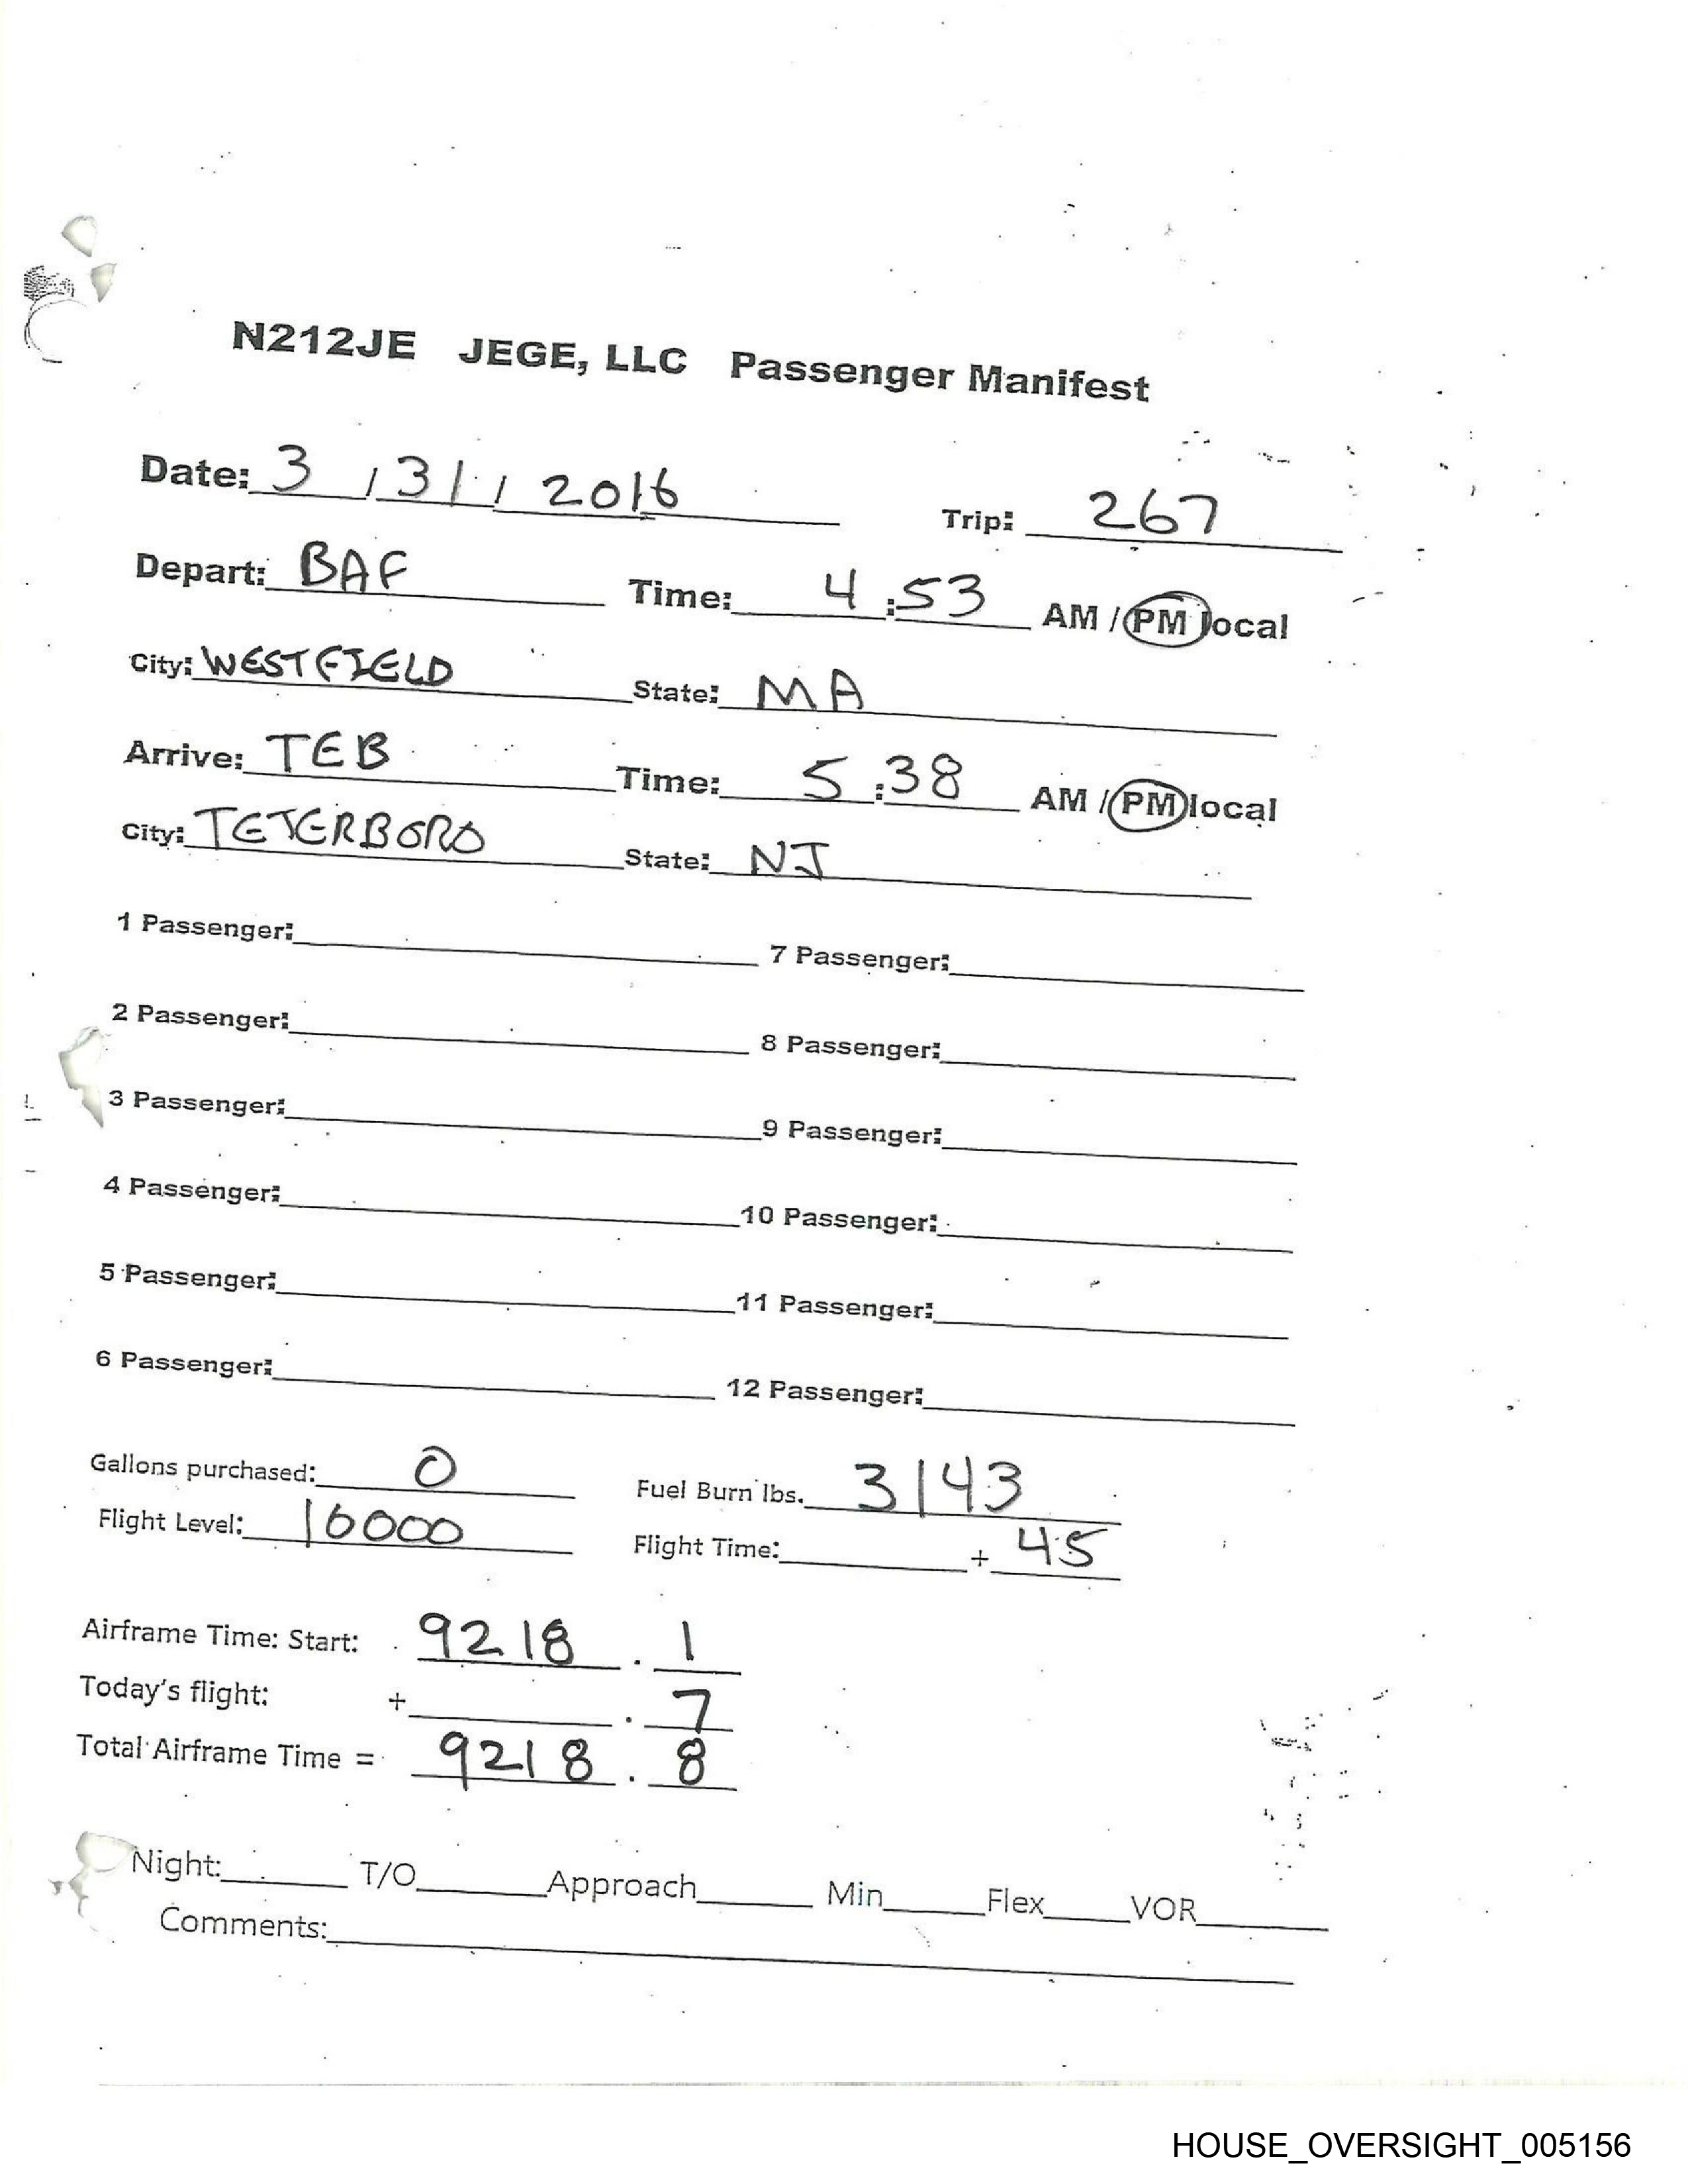 N212JE JEGE, LLC Passenger Manifest
Date: 3 / 31 / 2016 Trip: 267
Depart: BAF Time: 4:53 AM / PM local
City: WESTFIELD State: MA
Arrive: TEB Time: 5:38 AM / PM local
City: TETERBORO State: NJ
1 Passenger: 7 Passenger:
2 Passenger: 8 Passenger:
3 Passenger: 9 Passenger:
4 Passenger: 10 Passenger:
5 Passenger: 11 Passenger:
6 Passenger: 12 Passenger:
Gallons purchased: 0 Fuel Burn lbs. 3143
Flight Level: 16000 Flight Time: + 45
Airframe Time: Start: 9218 . 1
Today's flight: + . 7
Total Airframe Time = 9218 . 8
Night: T/O Approach Min Flex VOR
Comments:
HOUSE_OVERSIGHT_005156